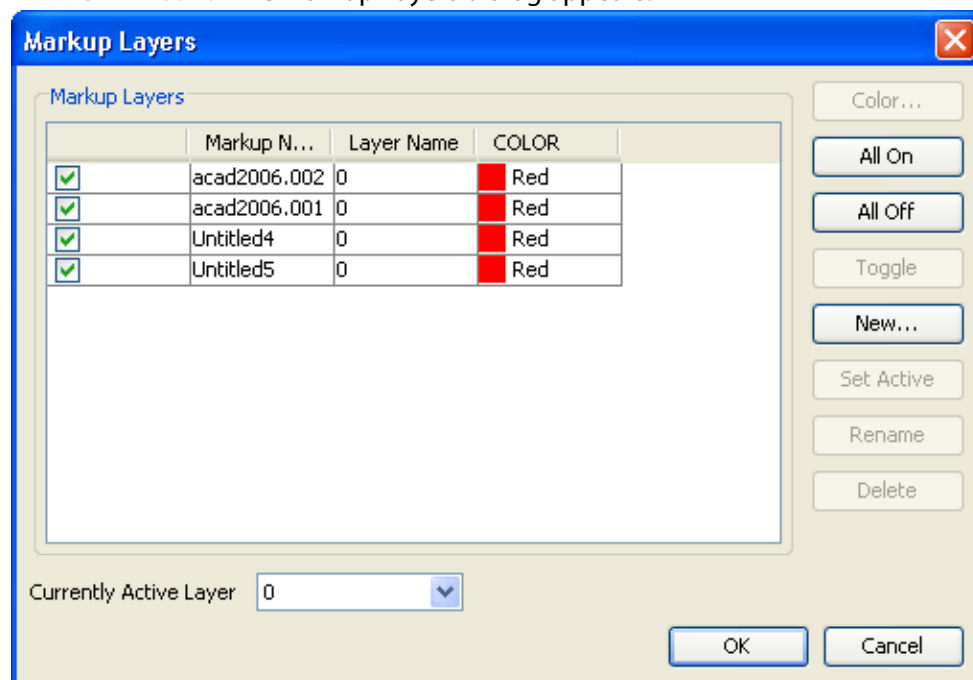 Markup Layers
Markup Layers
Markup N... Layer Name COLOR
acad2006.002 0 Red
acad2006.001 0 Red
Untitled4 0 Red
Untitled5 0 Red
Color...
All On
All Off
Toggle
New...
Set Active
Rename
Delete
Currently Active Layer 0
OK Cancel